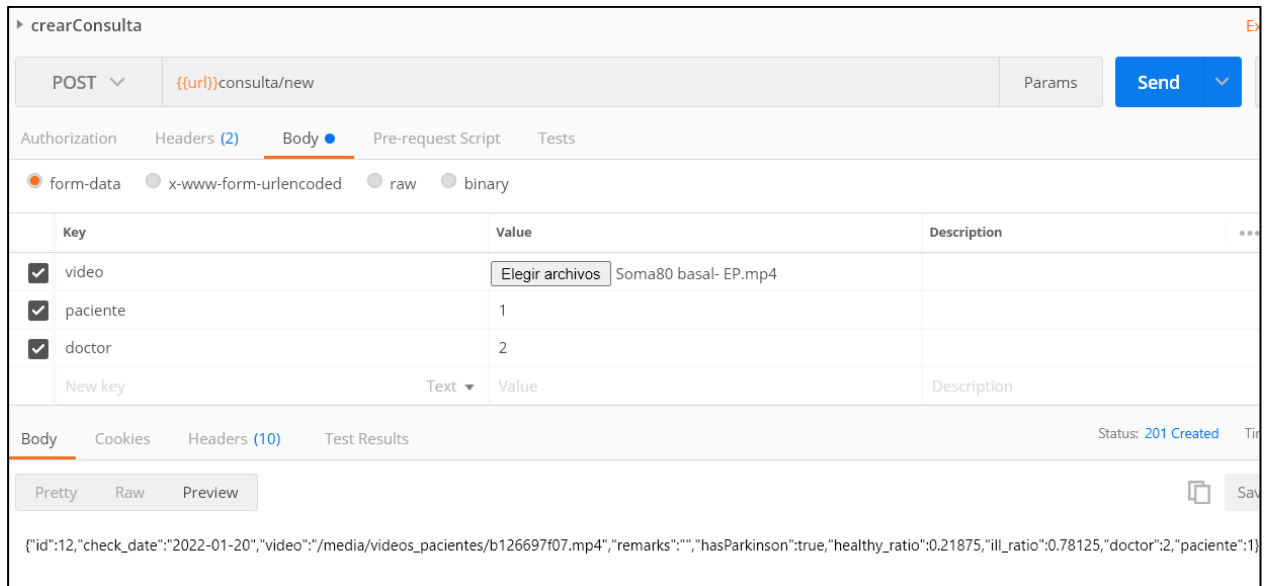 crearConsulta Ex
POST {{url}}consulta/new Params Send
Authorization Headers (2) Body Pre-request Script Tests
form-data x-www-form-urlencoded raw binary
Key Value Description
video Elegir archivos Soma80 basal- EP.mp4
paciente 1
doctor 2
New key Text Value Description
Body Cookies Headers (10) Test Results Status: 201 Created Tir
Pretty Raw Preview Sav
{"id":12,"check_date":"2022-01-20","video":"/media/videos_pacientes/b126697f07.mp4","remarks":"","hasParkinson":true,"healthy_ratio":0.21875,"ill_ratio":0.78125,"doctor":2,"paciente":1}